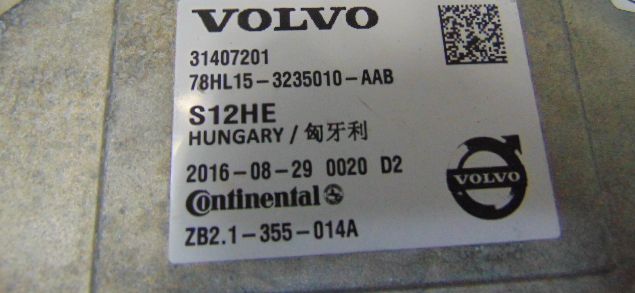 VOLVO
31407201
78HL15-3235010-AAB
S12HE
HUNGARY / 匈牙利
2016-08-29 0020 D2
Continental
VOLVO
ZB2.1-355-014A